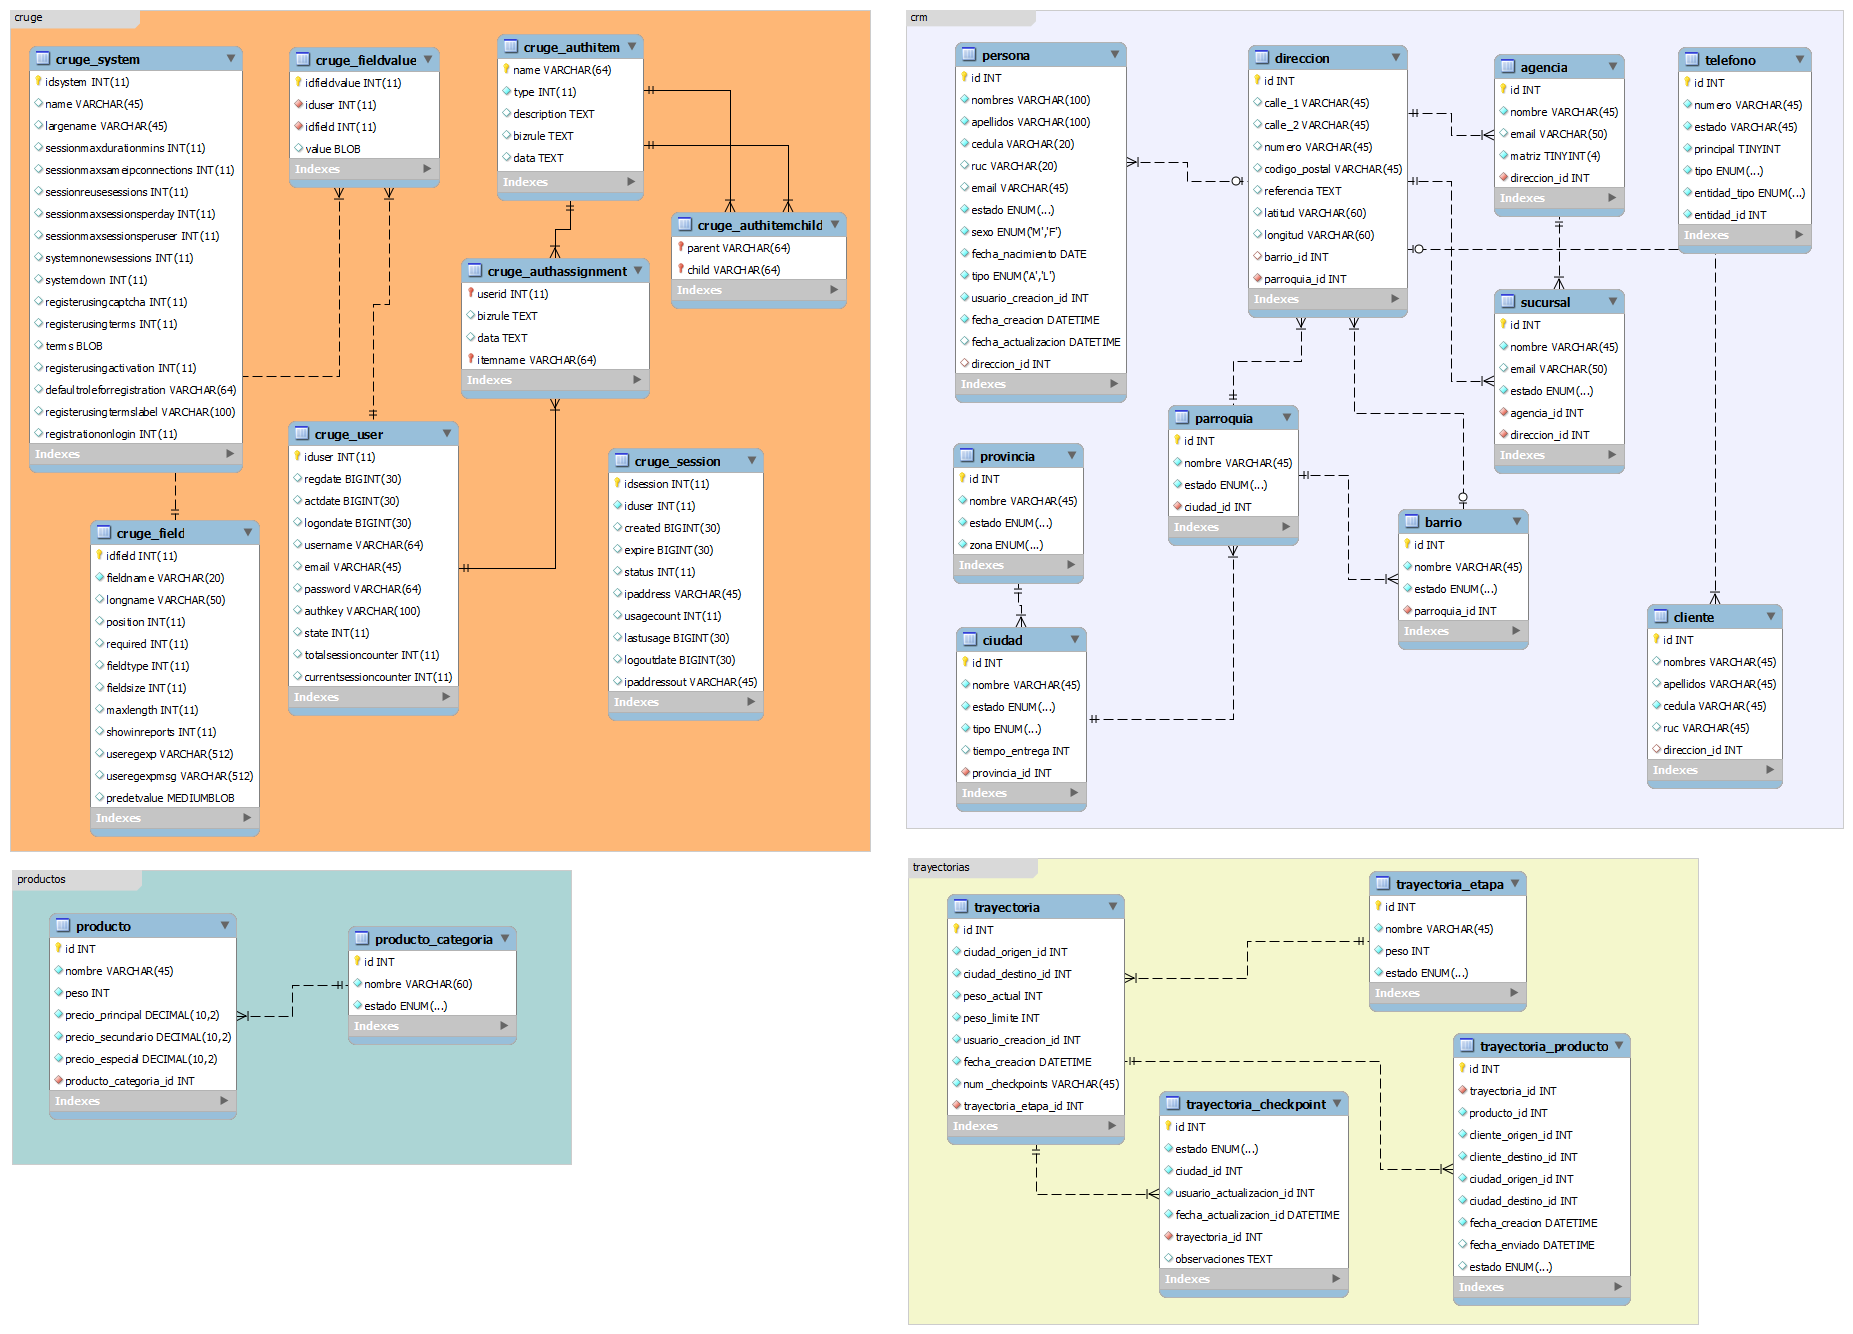 cruge
cruge_system
idsystem INT(11)
name VARCHAR(45)
largename VARCHAR(45)
sessionmaxdurationmins INT(11)
sessionmaxsameipconnections INT(11)
sessionreusesessions INT(11)
sessionmaxsessionsperday INT(11)
sessionmaxsessionsperuser INT(11)
systemnonewsessions INT(11)
systemdown INT(11)
registerusingcaptcha INT(11)
registerusingterms INT(11)
terms BLOB
registerusingactivation INT(11)
defaultroleforregistration VARCHAR(64)
registerusingtermslabel VARCHAR(100)
registrationonlogin INT(11)
Indexes
cruge_fieldvalue
idfieldvalue INT(11)
iduser INT(11)
idfield INT(11)
value BLOB
Indexes
cruge_authitem
name VARCHAR(64)
type INT(11)
description TEXT
bizrule TEXT
data TEXT
Indexes
cruge_authitemchild
parent VARCHAR(64)
child VARCHAR(64)
Indexes
cruge_authassignment
userid INT(11)
bizrule TEXT
data TEXT
itemname VARCHAR(64)
Indexes
cruge_user
iduser INT(11)
regdate BIGINT(30)
actdate BIGINT(30)
logondate BIGINT(30)
username VARCHAR(64)
email VARCHAR(45)
password VARCHAR(64)
authkey VARCHAR(100)
state INT(11)
totalsessioncounter INT(11)
currentsessioncounter INT(11)
Indexes
cruge_session
idsession INT(11)
iduser INT(11)
created BIGINT(30)
expire BIGINT(30)
status INT(11)
ipaddress VARCHAR(45)
usagecount INT(11)
lastusage BIGINT(30)
logoutdate BIGINT(30)
ipaddressout VARCHAR(45)
Indexes
cruge_field
idfield INT(11)
fieldname VARCHAR(20)
longname VARCHAR(50)
position INT(11)
required INT(11)
fieldtype INT(11)
fieldsize INT(11)
maxlength INT(11)
showinreports INT(11)
useregexp VARCHAR(512)
useregexpmsg VARCHAR(512)
predetvalue MEDIUMBLOB
Indexes
crm
persona
id INT
nombres VARCHAR(100)
apellidos VARCHAR(100)
cedula VARCHAR(20)
ruc VARCHAR(20)
email VARCHAR(45)
estado ENUM(...)
sexo ENUM('M','F')
fecha_nacimiento DATE
tipo ENUM('A','L')
usuario_creacion_id INT
fecha_creacion DATETIME
fecha_actualizacion DATETIME
direccion_id INT
Indexes
direccion
id INT
calle_1 VARCHAR(45)
calle_2 VARCHAR(45)
numero VARCHAR(45)
codigo_postal VARCHAR(45)
referencia TEXT
latitud VARCHAR(60)
longitud VARCHAR(60)
barrio_id INT
parroquia_id INT
Indexes
agencia
id INT
nombre VARCHAR(45)
email VARCHAR(50)
matriz TINYINT(4)
direccion_id INT
Indexes
telefono
id INT
numero VARCHAR(45)
estado VARCHAR(45)
principal TINYINT
tipo ENUM(...)
entidad_tipo ENUM(...)
entidad_id INT
Indexes
sucursal
id INT
nombre VARCHAR(45)
email VARCHAR(50)
estado ENUM(...)
agencia_id INT
direccion_id INT
Indexes
parroquia
id INT
nombre VARCHAR(45)
estado ENUM(...)
ciudad_id INT
Indexes
provincia
id INT
nombre VARCHAR(45)
estado ENUM(...)
zona ENUM(...)
Indexes
barrio
id INT
nombre VARCHAR(45)
estado ENUM(...)
parroquia_id INT
Indexes
ciudad
id INT
nombre VARCHAR(45)
estado ENUM(...)
tipo ENUM(...)
tiempo_entrega INT
provincia_id INT
Indexes
cliente
id INT
nombres VARCHAR(45)
apellidos VARCHAR(45)
cedula VARCHAR(45)
ruc VARCHAR(45)
direccion_id INT
Indexes
productos
producto
id INT
nombre VARCHAR(45)
peso INT
precio_principal DECIMAL(10,2)
precio_secundario DECIMAL(10,2)
precio_especial DECIMAL(10,2)
producto_categoria_id INT
Indexes
producto_categoria
id INT
nombre VARCHAR(60)
estado ENUM(...)
Indexes
trayectorias
trayectoria
id INT
ciudad_origen_id INT
ciudad_destino_id INT
peso_actual INT
peso_limite INT
usuario_creacion_id INT
fecha_creacion DATETIME
num_checkpoints VARCHAR(45)
trayectoria_etapa_id INT
Indexes
trayectoria_etapa
id INT
nombre VARCHAR(45)
peso INT
estado ENUM(...)
Indexes
trayectoria_checkpoint
id INT
estado ENUM(...)
ciudad_id INT
usuario_actualizacion_id INT
fecha_actualizacion_id DATETIME
trayectoria_id INT
observaciones TEXT
Indexes
trayectoria_producto
id INT
trayectoria_id INT
producto_id INT
cliente_origen_id INT
cliente_destino_id INT
ciudad_origen_id INT
ciudad_destino_id INT
fecha_creacion DATETIME
fecha_enviado DATETIME
estado ENUM(...)
Indexes